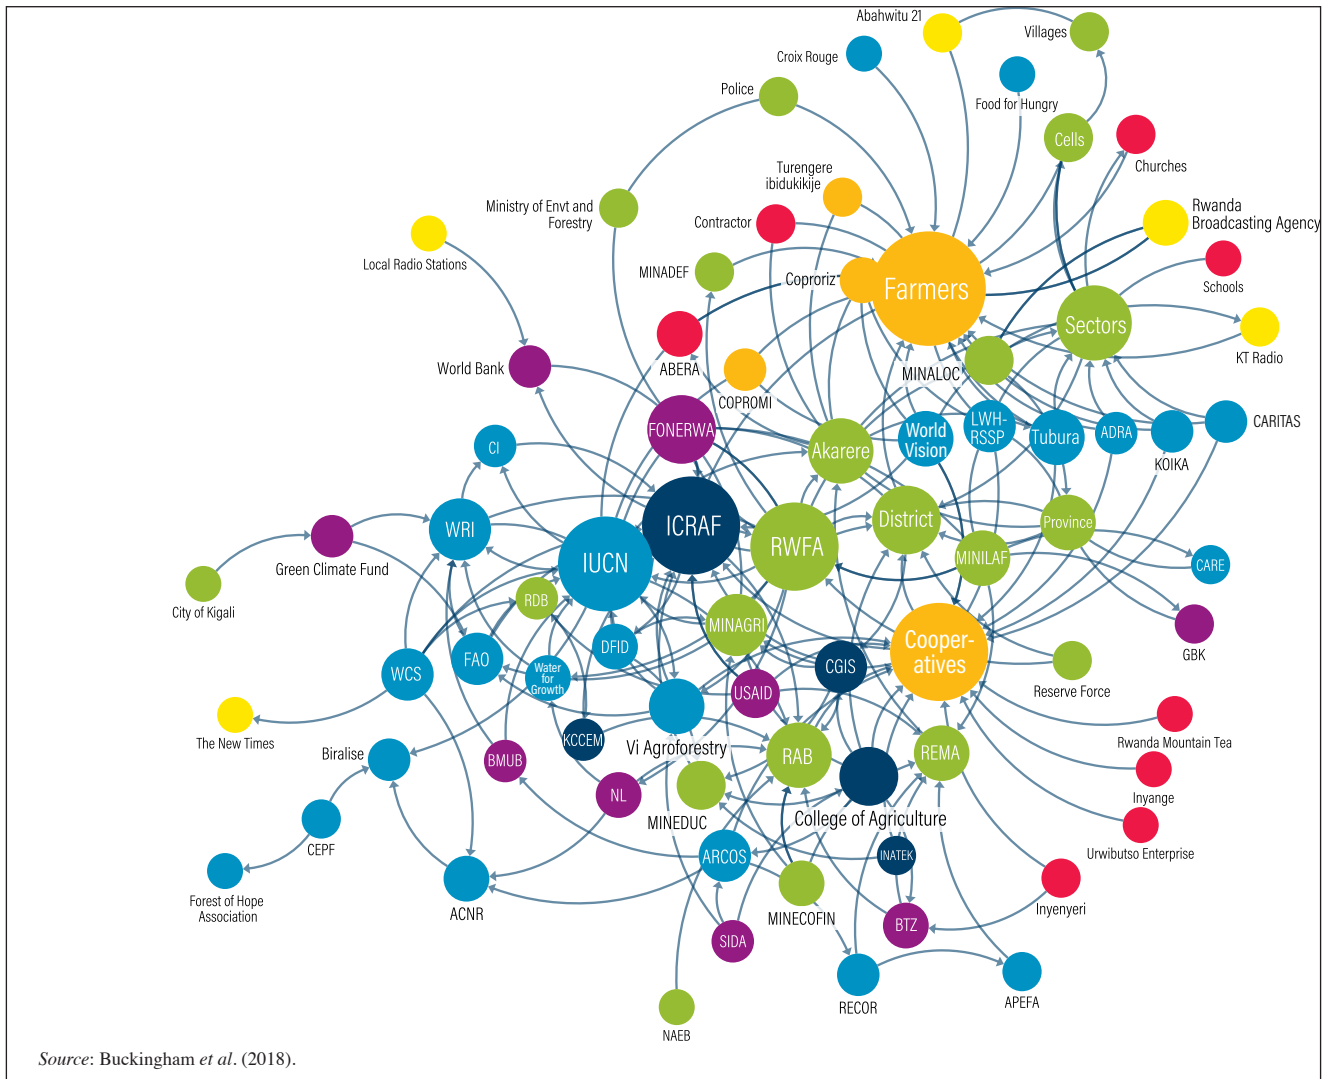 Abahwitu 21
Villages
Croix Rouge
Food for Hungry
Police
Cells
Churches
Turengere
ibidukikije
Ministry of Envt and
Forestry
Contractor
Rwanda
Broadcasting Agency
Local Radio Stations
MINADEF
Coproriz
Farmers
Schools
Sectors
World Bank
ABERA
COPROMI
MINALOC
KT Radio
FONERWA
CI
Akarere
World
Vision
LWH-
RSSP
Tubura
ADRA
KOIKA
CARITAS
WRI
ICRAF
RWFA
District
Province
Green Climate Fund
IUCN
MINILAF
CARE
City of Kigali
RDB
MINAGRI
DFID
Cooper-
atives
GBK
WCS
FAO
Water
for
Growth
CGIS
USAID
Reserve Force
The New Times
KCCEM
Vi Agroforestry
Rwanda Mountain Tea
Biralise
BMUB
NL
RAB
REMA
MINEDUC
College of Agriculture
Inyange
CEPF
ARCOS
INATEK
Urwibutso Enterprise
Forest of Hope
Association
ACNR
MINECOFIN
Inyenyeri
SIDA
BTZ
RECOR
APEFA
NAEB
Source: Buckingham et al. (2018).